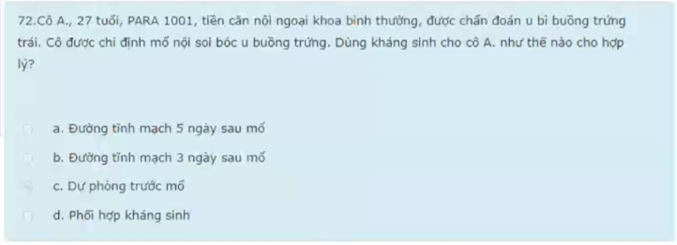 72.Cô A., 27 tuổi, PARA 1001, tiền căn nội ngoại khoa bình thường, được chẩn đoán u bì buồng trứng
trái. Cô được chỉ định mổ nội soi bóc u buồng trứng. Dùng kháng sinh cho cô A. như thế nào cho hợp
lý?
a. Đường tĩnh mạch 5 ngày sau mổ
b. Đường tĩnh mạch 3 ngày sau mổ
c. Dự phòng trước mổ
d. Phối hợp kháng sinh